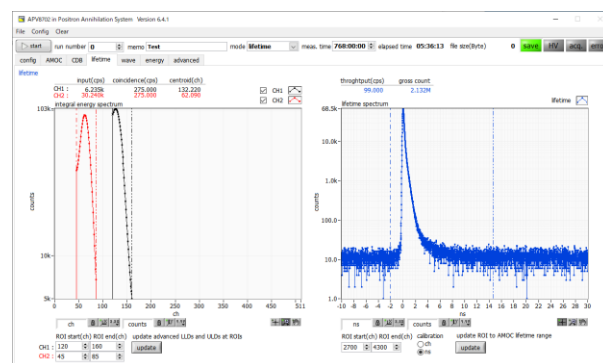 APV8702 in Positron Annihilation System Version 6.4.1
File Config Clear
start run number 0 memo Test mode lifetime meas. time 768:00:00 elapsed time 05:36:13 file size(Byte) 0 save HV acq. erro
config AMOC CDB lifetime wave energy advanced
lifetime
input(cps) coincidence(cps) centroid(ch)
CH1 : 6.235k 275.000 132.220
CH2 : 30.240k 275.000 62.090
CH1
CH2
integral energy spectrum
103k
10k
5k
counts
0 50 100 150 200 250 300 350 400 450 511
ch
ch counts
ROI start(ch) ROI end(ch) update advanced LLDs and ULDs at ROIs
CH1 : 120 160 update
CH2 : 45 85
throghtput(cps) gross count
99.000 2.132M
lifetime spectrum lifetime
68.5k
10.0k
1.0k
100.0
10.0
1.0
counts
-10 -8 -6 -4 -2 0 2 4 6 8 10 12 14 16 18 20 22 24 26 28 30
ns
ns counts
ROI start(ch) ROI end(ch) calibration update ROI to AMOC lifetime range
2700 4300 ch ns update